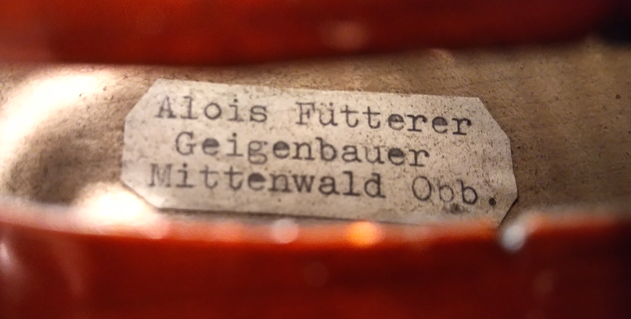 Alois Fütterer
Geigenbauer
Mittenwald Obb.